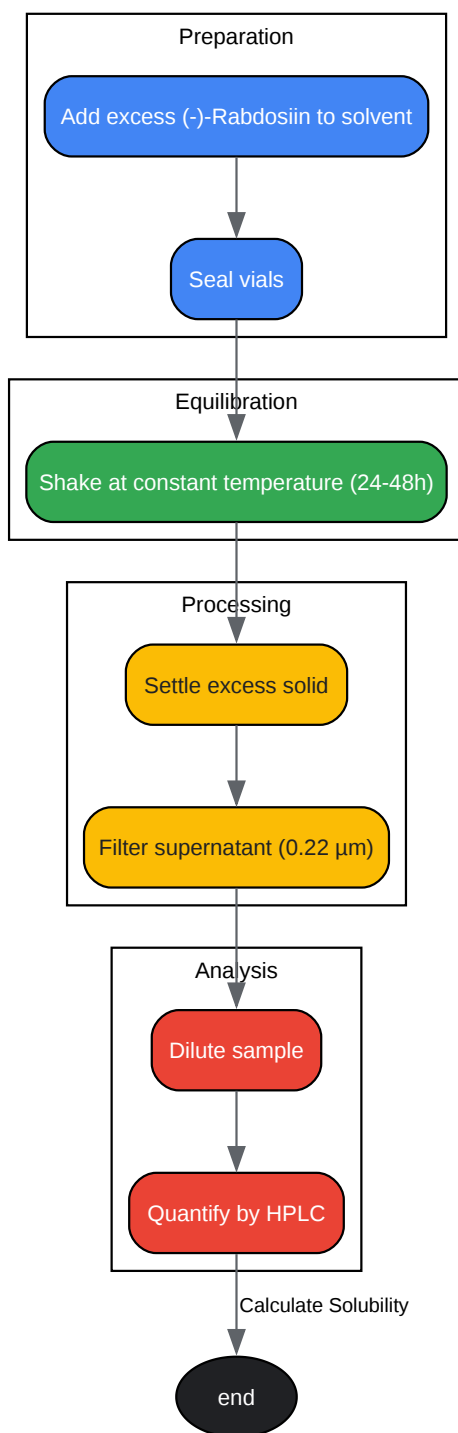 Preparation
Add excess (-)-Rabdosiin to solvent
Seal vials
Equilibration
Shake at constant temperature (24-48h)
Processing
Settle excess solid
Filter supernatant (0.22 µm)
Analysis
Dilute sample
Quantify by HPLC
Calculate Solubility
end